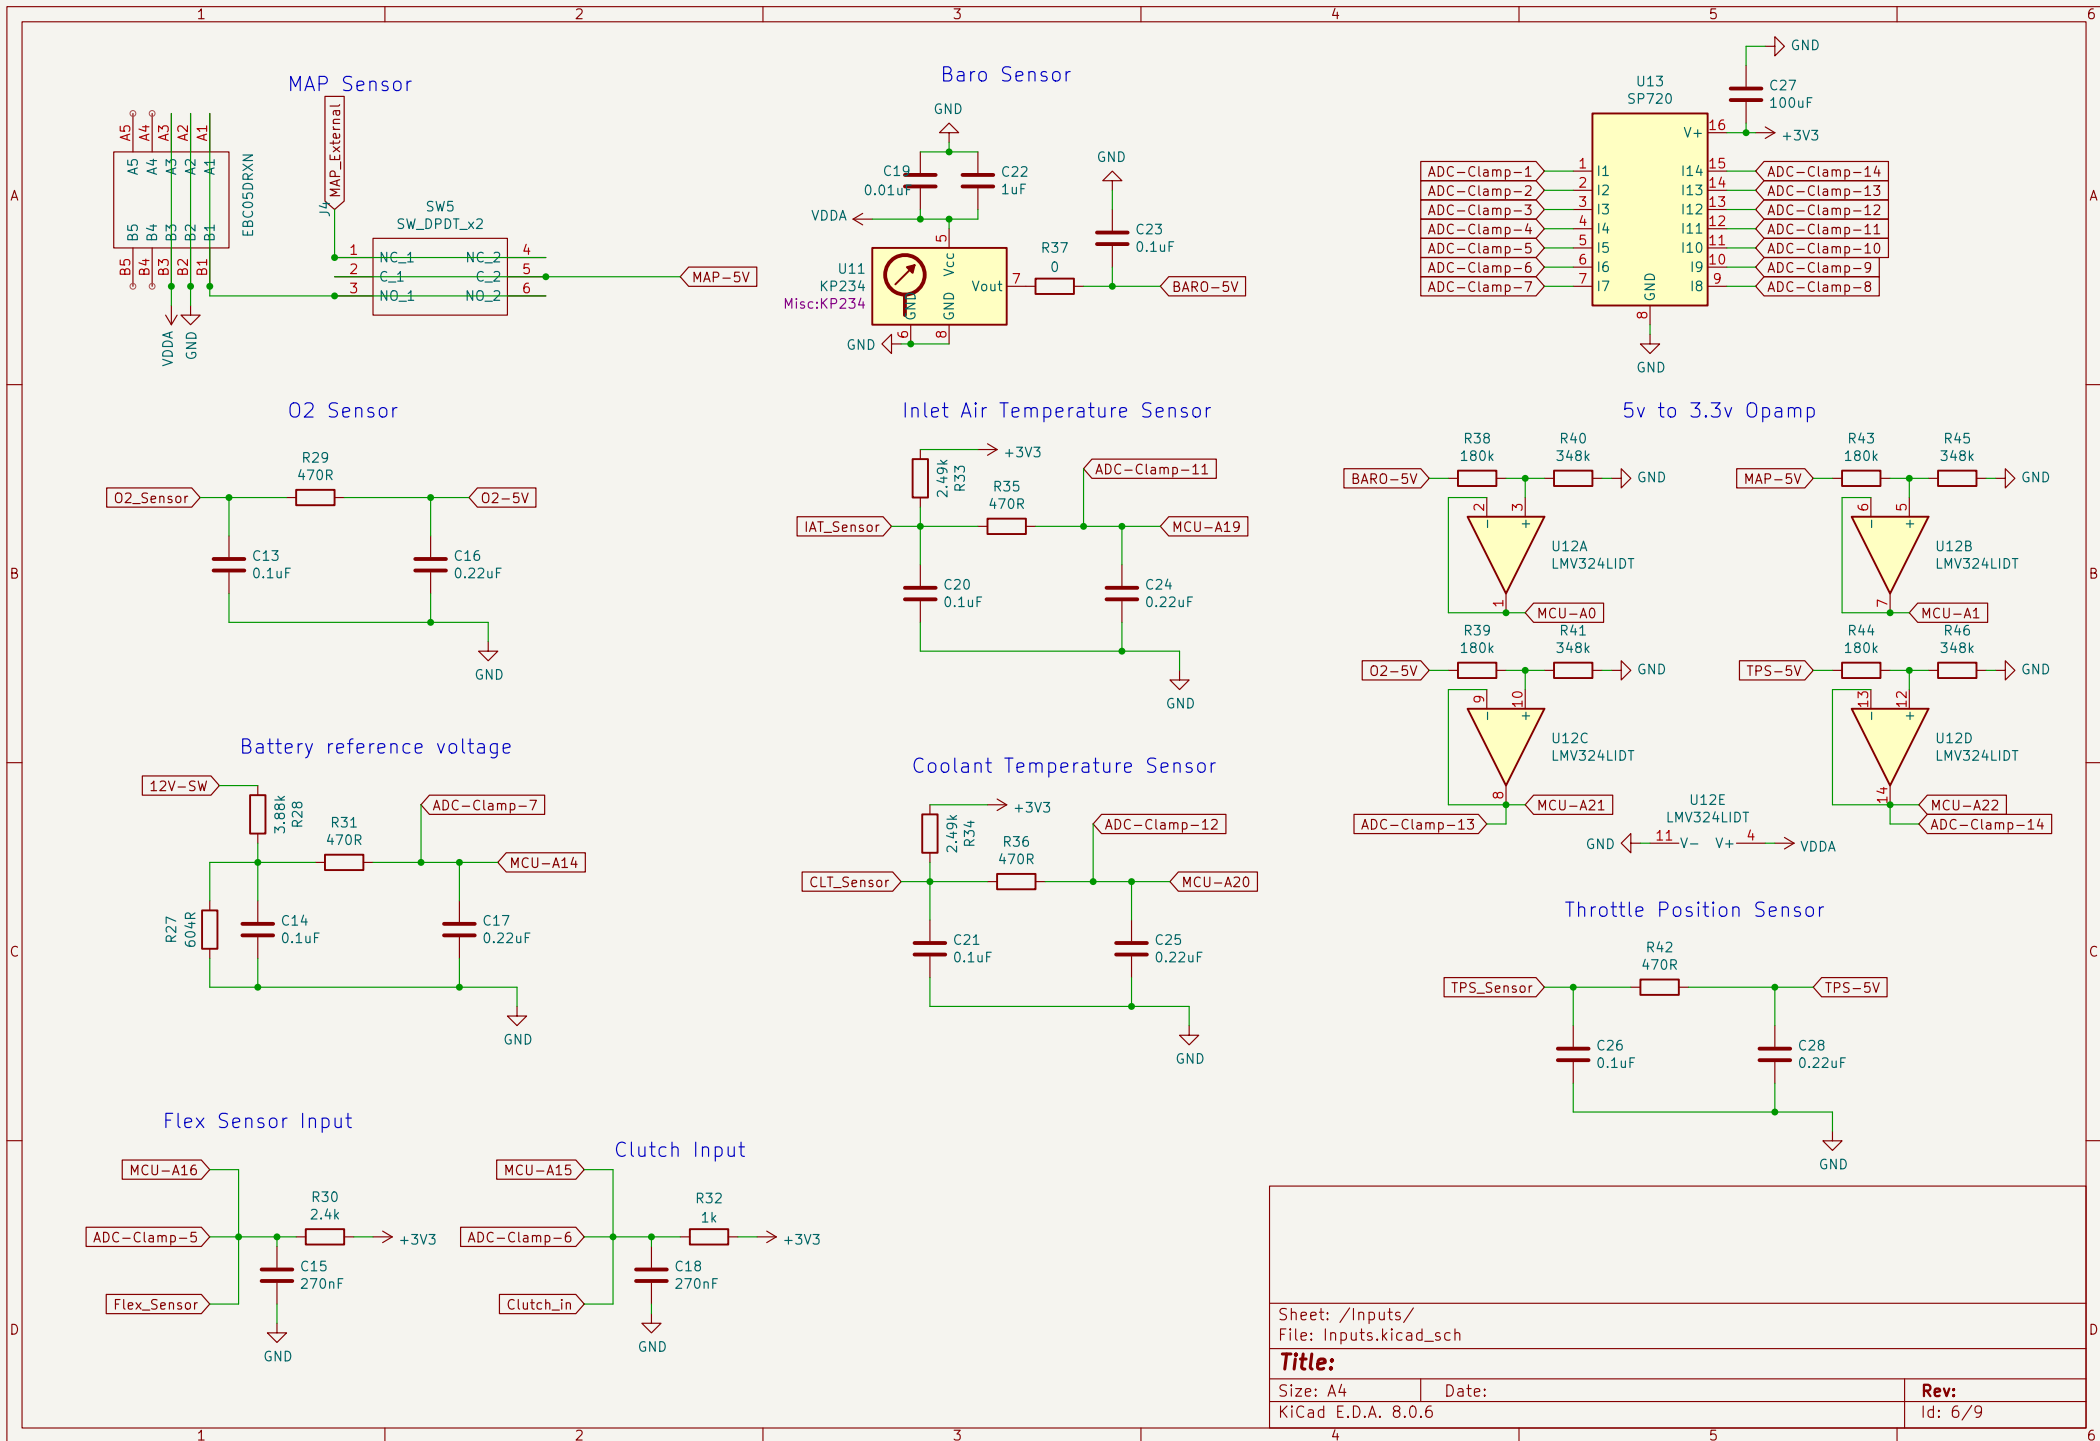 1 2 3 4 5 6
A
B
C
D
MAP Sensor
A5 A4 A3 A2 A1
A5 A4 A3 A2 A1
B5 B4 B3 B2 B1
B5 B4 B3 B2 B1
EBC05DRXN
J4
VDDA
GND
MAP_External
SW5
SW_DPDT_x2
1 NC_1 NC_2 4
2 C_1 C_2 5
3 NO_1 NO_2 6
MAP-5V
Baro Sensor
GND
C19
0.01uF
C22
1uF
VDDA
5
Vcc
U11
KP234
Misc:KP234
GND
GND
Vout
7
6
8
GND
R37
0
GND
C23
0.1uF
BARO-5V
GND
C27
100uF
+3V3
U13
SP720
V+ 16
ADC-Clamp-1 1 I1 I14 15 ADC-Clamp-14
ADC-Clamp-2 2 I2 I13 14 ADC-Clamp-13
ADC-Clamp-3 3 I3 I12 13 ADC-Clamp-12
ADC-Clamp-4 4 I4 I11 12 ADC-Clamp-11
ADC-Clamp-5 5 I5 I10 11 ADC-Clamp-10
ADC-Clamp-6 6 I6 I9 10 ADC-Clamp-9
ADC-Clamp-7 7 I7 I8 9 ADC-Clamp-8
GND
8
GND
O2 Sensor
R29
470R
O2_Sensor
O2-5V
C13
0.1uF
C16
0.22uF
GND
Inlet Air Temperature Sensor
+3V3
2.49k
R33
ADC-Clamp-11
R35
470R
IAT_Sensor
MCU-A19
C20
0.1uF
C24
0.22uF
GND
5v to 3.3v Opamp
R38
180k
R40
348k
BARO-5V
GND
2 3
- +
U12A
LMV324LIDT
1
MCU-A0
R43
180k
R45
348k
MAP-5V
GND
6 5
- +
U12B
LMV324LIDT
7
MCU-A1
R39
180k
R41
348k
O2-5V
GND
9 10
- +
U12C
LMV324LIDT
8
MCU-A21
ADC-Clamp-13
R44
180k
R46
348k
TPS-5V
GND
13 12
- +
U12D
LMV324LIDT
14
MCU-A22
ADC-Clamp-14
U12E
LMV324LIDT
GND 11 V- V+ 4 VDDA
Battery reference voltage
12V-SW
3.88k
R28
ADC-Clamp-7
R31
470R
MCU-A14
R27
604R
C14
0.1uF
C17
0.22uF
GND
Coolant Temperature Sensor
+3V3
2.49k
R34
ADC-Clamp-12
R36
470R
CLT_Sensor
MCU-A20
C21
0.1uF
C25
0.22uF
GND
Throttle Position Sensor
R42
470R
TPS_Sensor
TPS-5V
C26
0.1uF
C28
0.22uF
GND
Flex Sensor Input
MCU-A16
R30
2.4k
ADC-Clamp-5
+3V3
C15
270nF
Flex_Sensor
GND
Clutch Input
MCU-A15
R32
1k
ADC-Clamp-6
+3V3
C18
270nF
Clutch_in
GND
Sheet: /Inputs/
File: Inputs.kicad_sch
Title:
Size: A4 Date: Rev:
KiCad E.D.A. 8.0.6 Id: 6/9
A
B
C
D
1 2 3 4 5 6